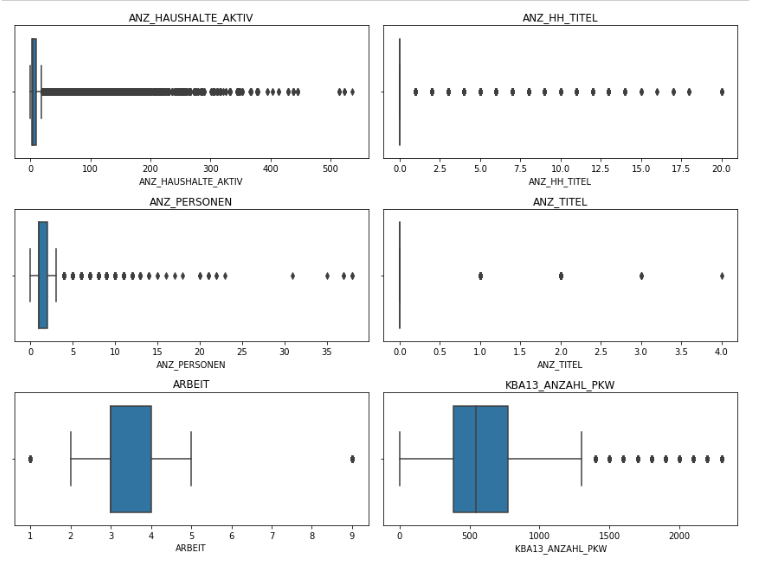 ANZ_HAUSHALTE_AKTIV
0 100 200 300 400 500
ANZ_HAUSHALTE_AKTIV
ANZ_HH_TITEL
0.0 2.5 5.0 7.5 10.0 12.5 15.0 17.5 20.0
ANZ_HH_TITEL
ANZ_PERSONEN
0 5 10 15 20 25 30 35
ANZ_PERSONEN
ANZ_TITEL
0.0 0.5 1.0 1.5 2.0 2.5 3.0 3.5 4.0
ANZ_TITEL
ARBEIT
1 2 3 4 5 6 7 8 9
ARBEIT
KBA13_ANZAHL_PKW
0 500 1000 1500 2000
KBA13_ANZAHL_PKW